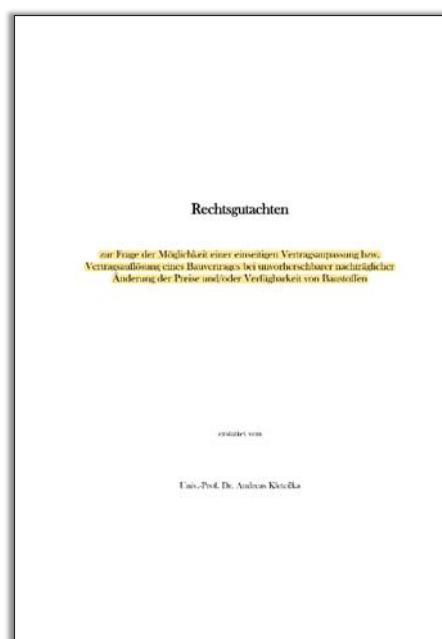 Rechtsgutachten
zur Frage der Möglichkeit einer einseitigen Vertragsanpassung bzw.
Vertragsauflösung eines Bauvertrages bei unvorhersehbarer nachträglicher
Änderung der Preise und/oder Verfügbarkeit von Baustoffen
erstattet von
Univ.-Prof. Dr. Andreas Kletečka